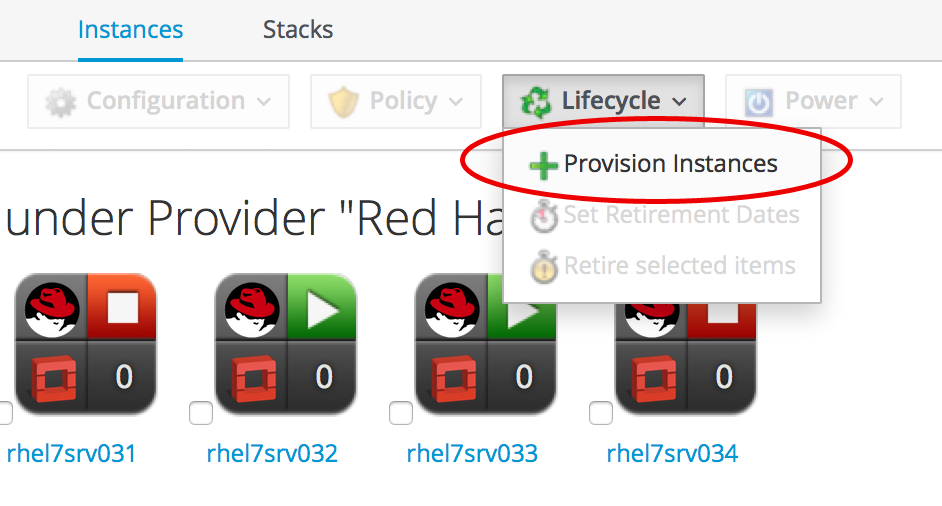 Instances Stacks
Configuration Policy Lifecycle Power
Provision Instances
Set Retirement Dates
under Provider "Red Ha
Retire selected items
0 0 0 0
rhel7srv031 rhel7srv032 rhel7srv033 rhel7srv034